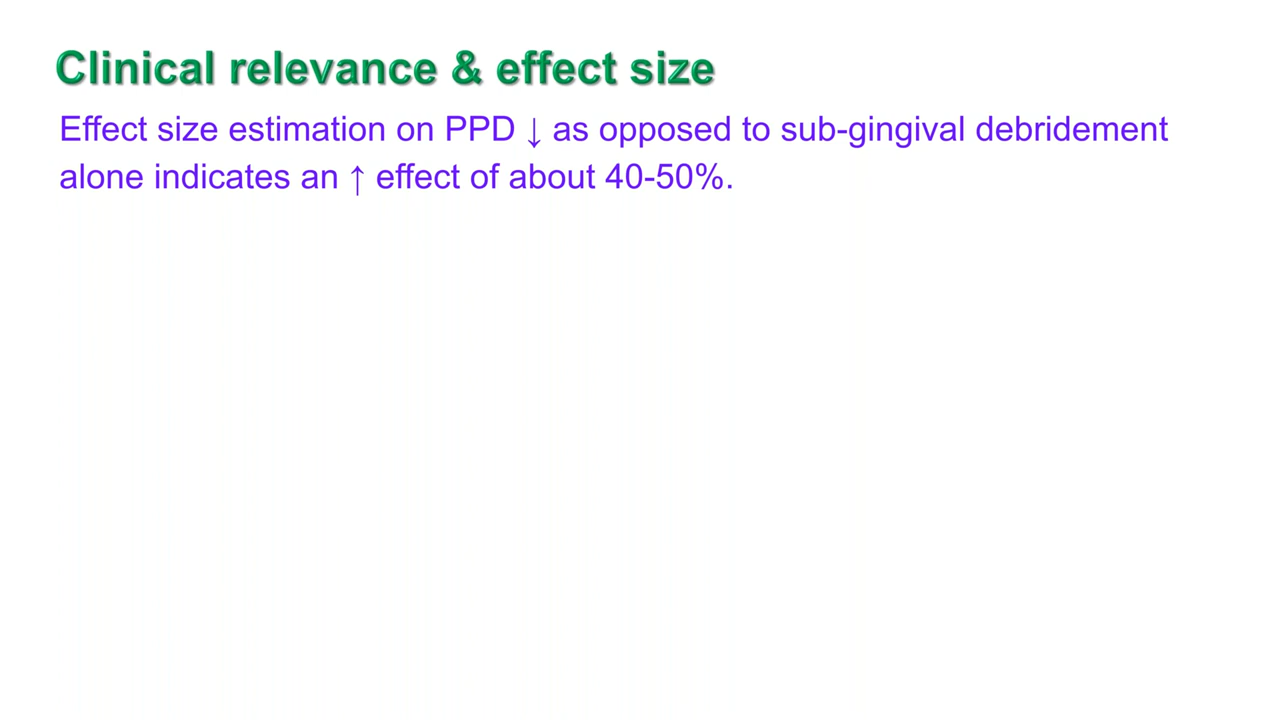 Clinical relevance & effect size
Effect size estimation on PPD ↓ as opposed to sub-gingival debridement
alone indicates an ↑ effect of about 40-50%.